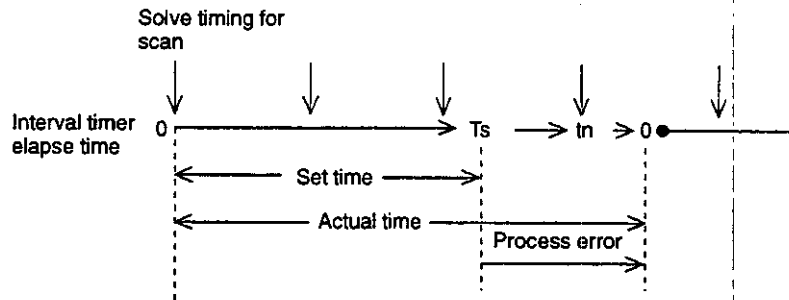 Solve timing for
scan
Interval timer
elapse time
0
Ts
tn
0
Set time
Actual time
Process error